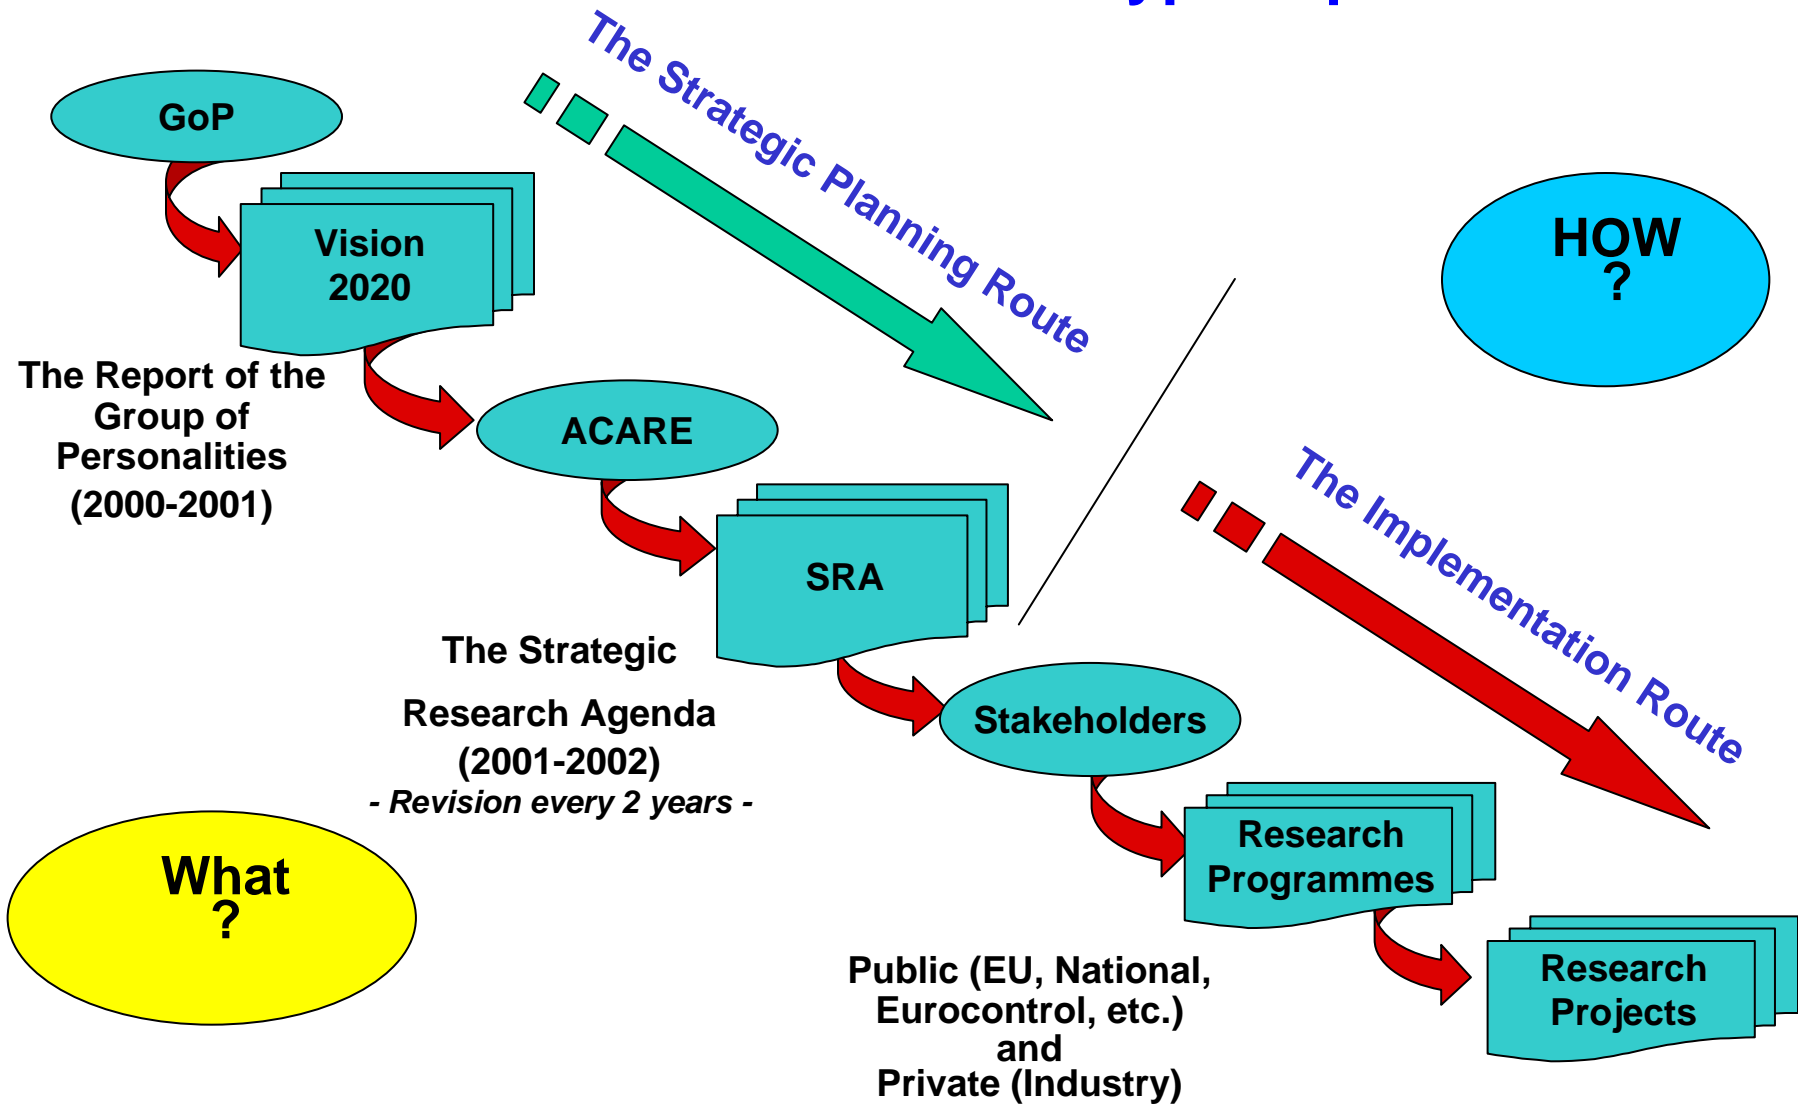 The Strategic Planning Route
GoP
Vision
2020
HOW
?
The Report of the
Group of
Personalities
(2000-2001)
ACARE
The Implementation Route
SRA
The Strategic
Research Agenda
(2001-2002)
- Revision every 2 years -
Stakeholders
What
?
Research
Programmes
Public (EU, National,
Eurocontrol, etc.)
and
Private (Industry)
Research
Projects